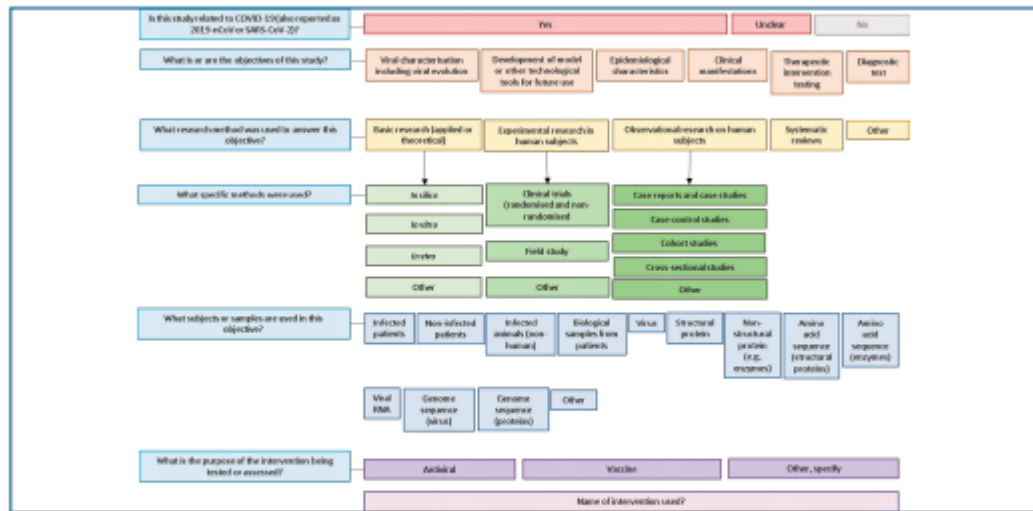 Is this study related to COVID-19 (also reported as
2019-nCoV or SARS-CoV-2)?
Yes
Unclear
No
What is or are the objectives of this study?
Viral characterisation
including viral evolution
Development of model
or other technological
tools for future use
Epidemiological
characteristics
Clinical
manifestations
Therapeutic
intervention
testing
Diagnostic
test
What research method was used to answer this
objective?
Basic research (applied or
theoretical)
Experimental research in
human subjects
Observational research on human
subjects
Systematic
reviews
Other
What specific methods were used?
In silico
In-vitro
In-vivo
Other
Clinical trials
(randomised and non-
randomised
Field study
Other
Case reports and case studies
Case-control studies
Cohort studies
Cross-sectional studies
Other
What subjects or samples are used in this
objective?
Infected
patients
Non-infected
patients
Infected
animals (non-
human)
Biological
samples from
patients
Virus
Structural
protein
Non-
structural
protein
(e.g.
enzymes)
Amino
acid
sequence
(structural
proteins)
Amino acid
sequence
(enzymes)
Viral
RNA
Genome
sequence
(virus)
Genome
sequence
(proteins)
Other
What is the purpose of the intervention being
tested or assessed?
Antiviral
Vaccine
Other, specify
Name of intervention used?